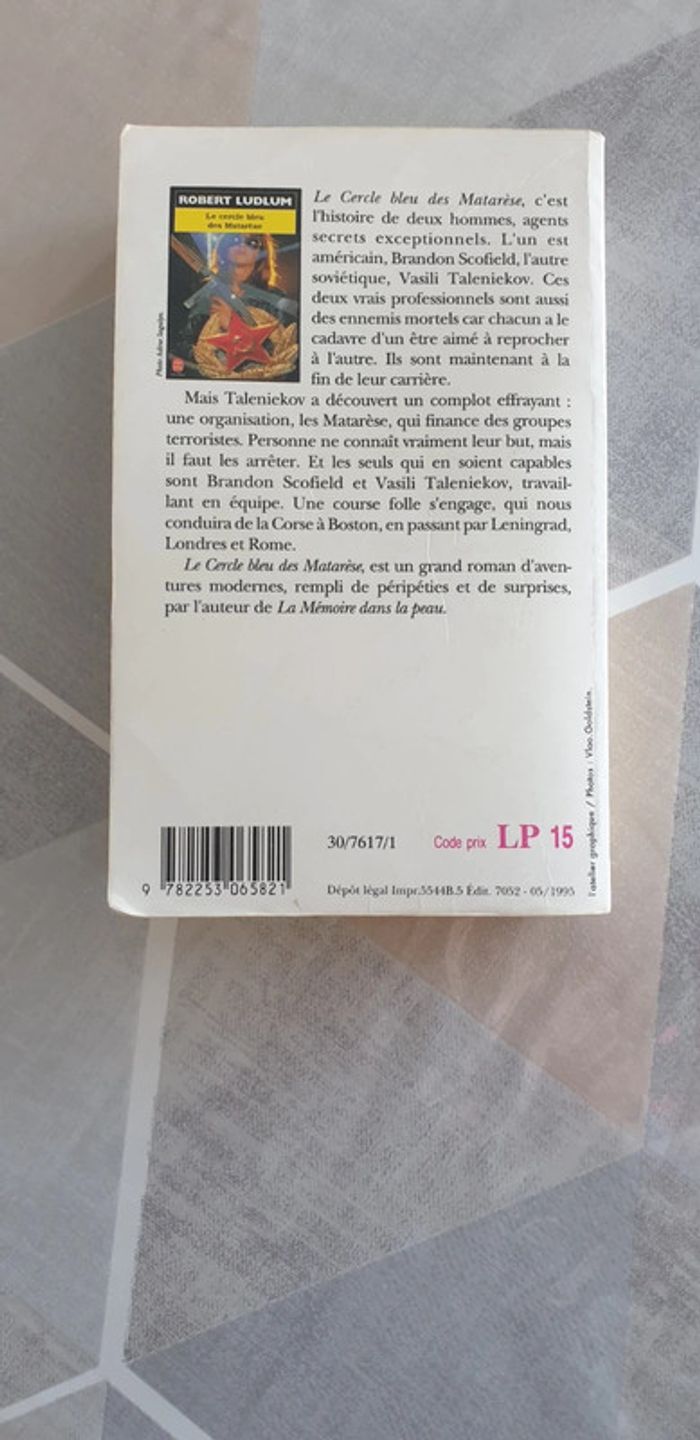 ROBERT LUDLUM
Le cercle bleu
des Matarèse
Le Cercle bleu des Matarèse, c'est
l'histoire de deux hommes, agents
secrets exceptionnels. L'un est
américain, Brandon Scofield, l'autre
soviétique, Vasili Taleniekov. Ces
deux vrais professionnels sont aussi
des ennemis mortels car chacun a le
cadavre d'un être aimé à reprocher
à l'autre. Ils sont maintenant à la
fin de leur carrière.
Mais Taleniekov a découvert un complot effrayant :
une organisation, les Matarèse, qui finance des groupes
terroristes. Personne ne connaît vraiment leur but, mais
il faut les arrêter. Et les seuls qui en soient capables
sont Brandon Scofield et Vasili Taleniekov, travail-
lant en équipe. Une course folle s'engage, qui nous
conduira de la Corse à Boston, en passant par Leningrad,
Londres et Rome.
Le Cercle bleu des Matarèse, est un grand roman d'aven-
tures modernes, rempli de péripéties et de surprises,
par l'auteur de La Mémoire dans la peau.
l'atelier graphique / Photos : Vloo. Goldstein.
30/7617/1
Code prix LP 15
9 782253 065821
Dépôt légal Impr.5544B.5 Édit. 7052 - 05/1995